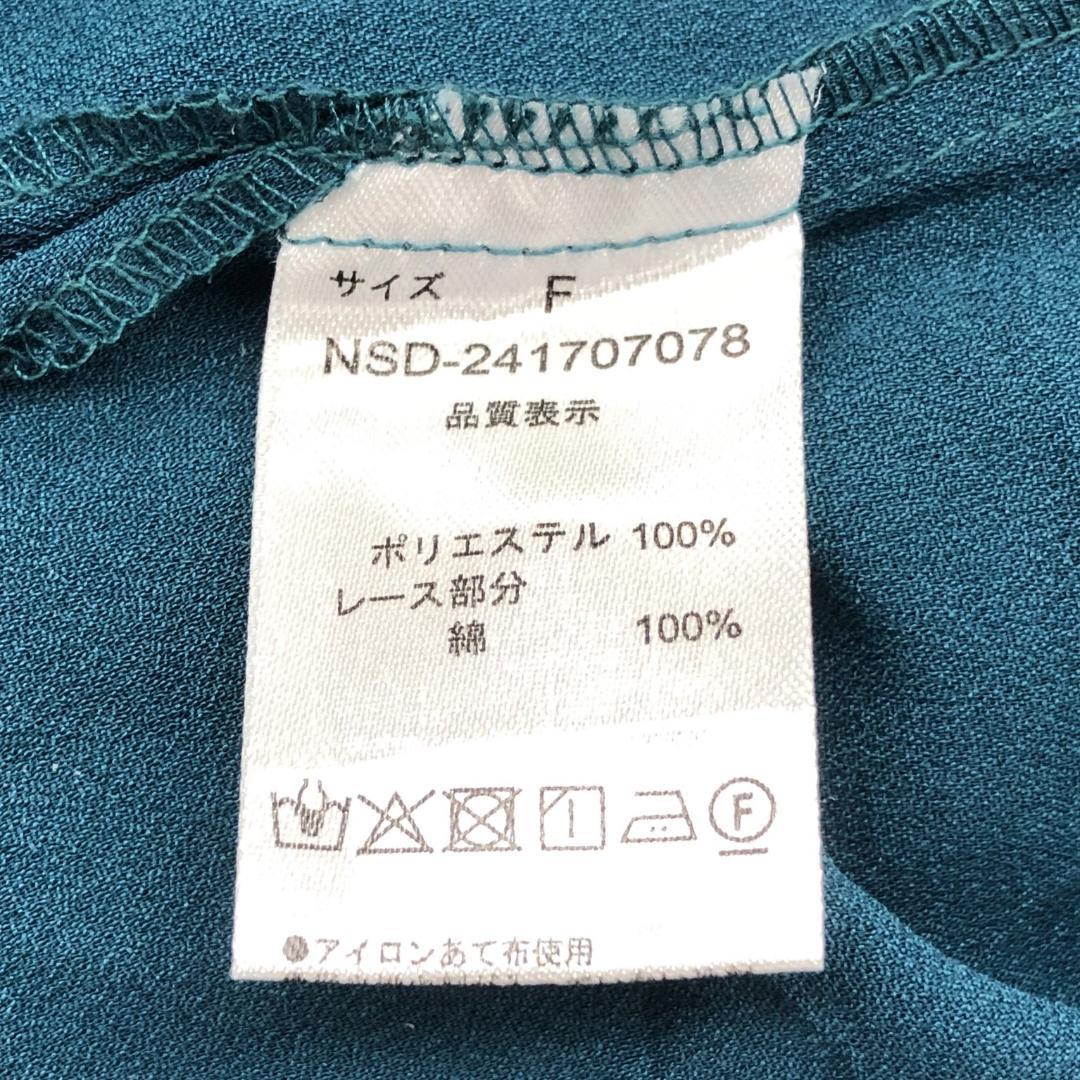 サイズ F
NSD-241707078
品質表示
ポリエステル 100%
レース部分
綿 100%
F
●アイロンあて布使用